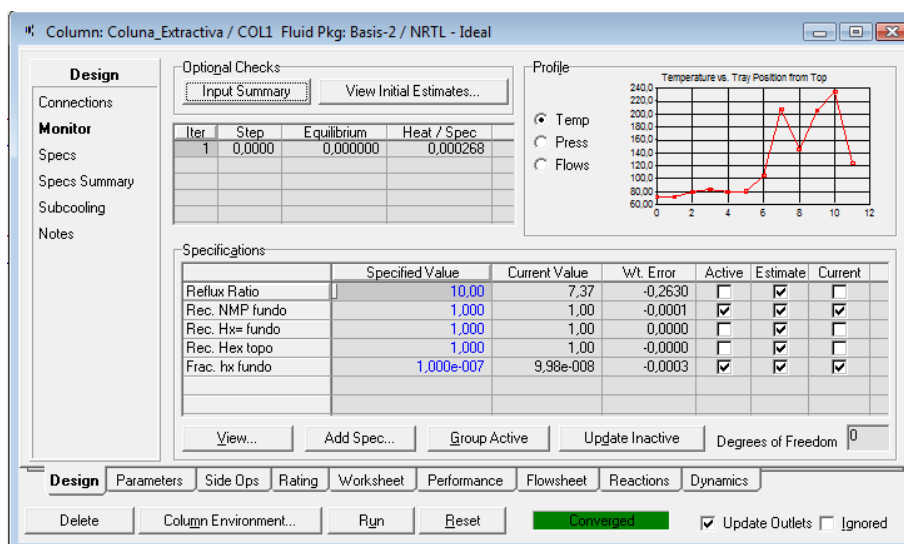 Column: Coluna_Extractiva / COL1 Fluid Pkg: Basis-2 / NRTL - Ideal
Design
Connections
Monitor
Specs
Specs Summary
Subcooling
Notes
Optional Checks
Input Summary View Initial Estimates...
Iter Step Equilibrium Heat / Spec
1 0,0000 0,000000 0,000268
Profile
Temp
Press
Flows
Temperature vs. Tray Position from Top
240,0
220,0
200,0
180,0
160,0
140,0
120,0
100,0
80,00
60,00
0 2 4 6 8 10 12
Specifications
Specified Value Current Value Wt. Error Active Estimate Current
Reflux Ratio 10,00 7,37 -0,2630
Rec. NMP fundo 1,000 1,00 -0,0001
Rec. Hx= fundo 1,000 1,00 0,0000
Rec. Hex topo 1,000 1,00 -0,0000
Frac. hx fundo 1,000e-007 9,98e-008 -0,0003
View... Add Spec... Group Active Update Inactive Degrees of Freedom 0
Design Parameters Side Ops Rating Worksheet Performance Flowsheet Reactions Dynamics
Delete Column Environment... Run Reset Converged Update Outlets Ignored